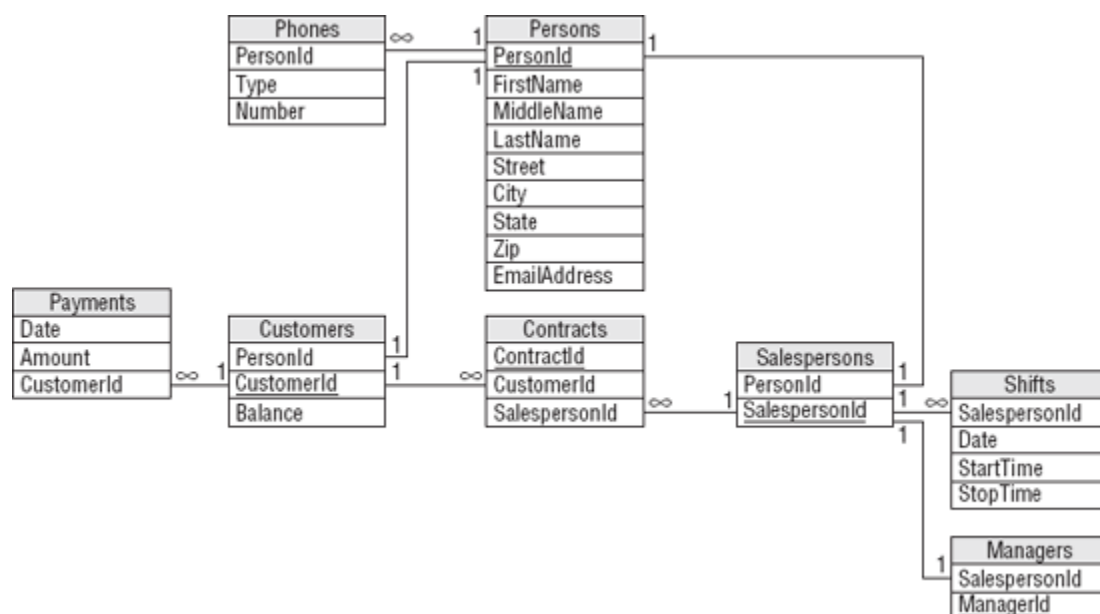 Phones
PersonId
Type
Number
∞
1
1
1
Persons
PersonId
FirstName
MiddleName
LastName
Street
City
State
Zip
EmailAddress
Payments
Date
Amount
CustomerId
∞
1
Customers
PersonId
CustomerId
Balance
1
1
∞
Contracts
ContractId
CustomerId
SalespersonId
∞
1
Salespersons
PersonId
SalespersonId
1
1
1
∞
Shifts
SalespersonId
Date
StartTime
StopTime
1
Managers
SalespersonId
ManagerId